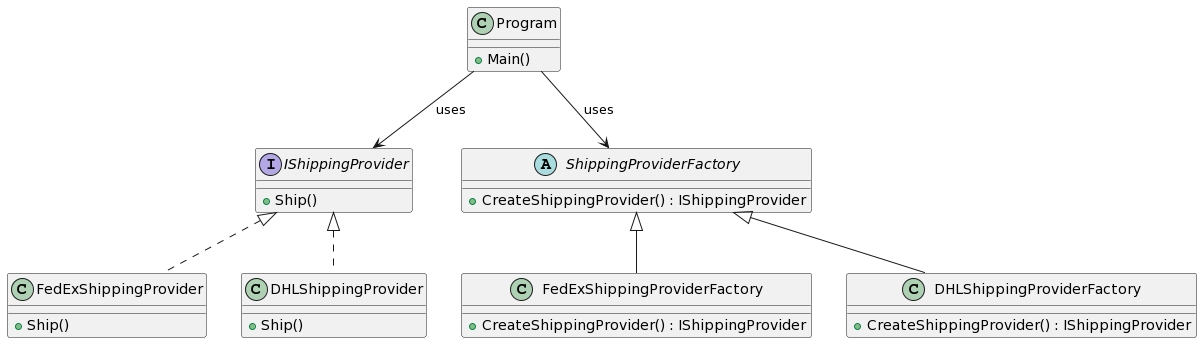 C Program
Main()
uses
uses
I IShippingProvider
Ship()
A ShippingProviderFactory
CreateShippingProvider() : IShippingProvider
C FedExShippingProvider
Ship()
C DHLShippingProvider
Ship()
C FedExShippingProviderFactory
CreateShippingProvider() : IShippingProvider
C DHLShippingProviderFactory
CreateShippingProvider() : IShippingProvider